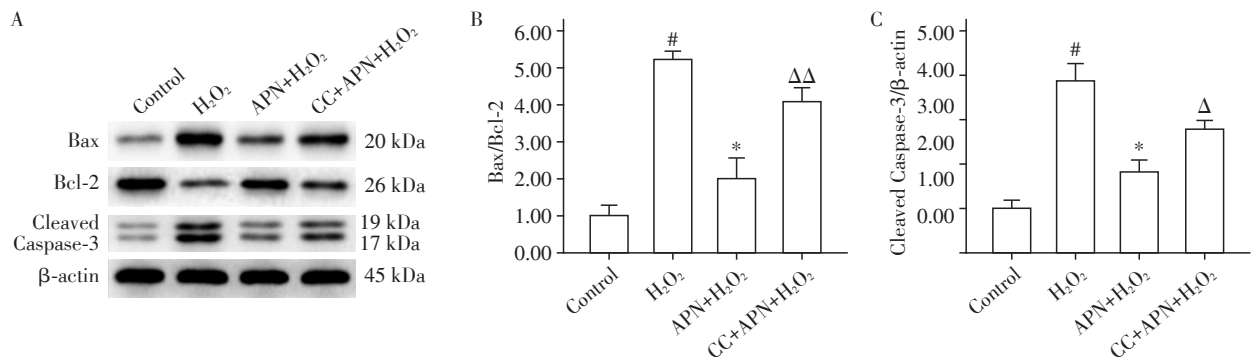 A
Control
H₂O₂
APN+H₂O₂
CC+APN+H₂O₂
Bax
20 kDa
Bcl-2
26 kDa
Cleaved
Caspase-3
19 kDa
17 kDa
β-actin
45 kDa
B
Bax/Bcl-2
6.00
5.00
4.00
3.00
2.00
1.00
0.00
#
*
ΔΔ
Control
H₂O₂
APN+H₂O₂
CC+APN+H₂O₂
C
Cleaved Caspase-3/β-actin
5.00
4.00
3.00
2.00
1.00
0.00
#
*
Δ
Control
H₂O₂
APN+H₂O₂
CC+APN+H₂O₂